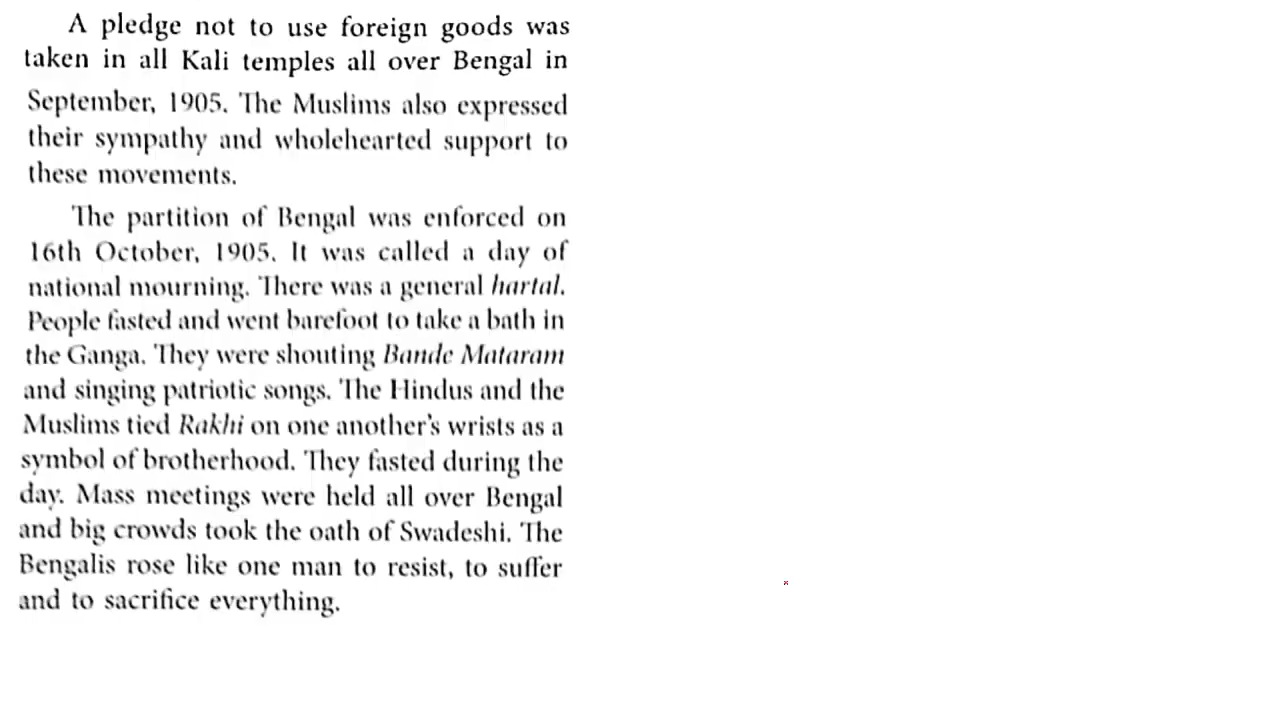 A pledge not to use foreign goods was
taken in all Kali temples all over Bengal in
September, 1905. The Muslims also expressed
their sympathy and wholehearted support to
these movements.
The partition of Bengal was enforced on
16th October, 1905. It was called a day of
national mourning. There was a general hartal.
People fasted and went barefoot to take a bath in
the Ganga. They were shouting Bande Mataram
and singing patriotic songs. The Hindus and the
Muslims tied Rakhi on one another's wrists as a
symbol of brotherhood. They fasted during the
day. Mass meetings were held all over Bengal
and big crowds took the oath of Swadeshi. The
Bengalis rose like one man to resist, to suffer
and to sacrifice everything.